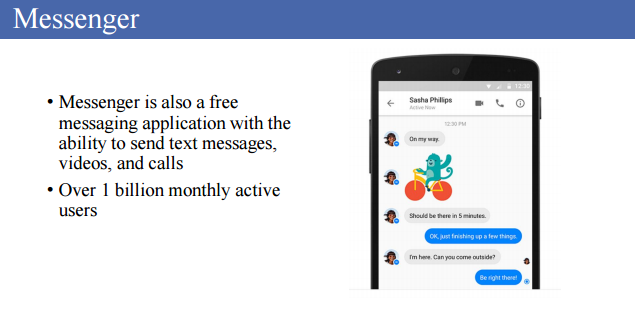 Messenger
• Messenger is also a free
messaging application with the
ability to send text messages,
videos, and calls
• Over 1 billion monthly active
users
12:30
Sasha Phillips
Active Now
12:30 PM
On my way.
Should be there in 5 minutes.
OK, just finishing up a few things.
I'm here. Can you come outside?
Be right there!